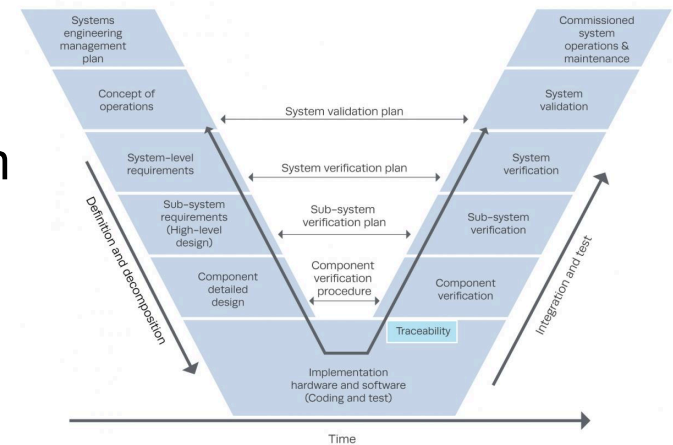 Systems
engineering
management
plan
Commissioned
system
operations &
maintenance
Concept of
operations
System validation plan
System
validation
System-level
requirements
System verification plan
System
verification
Sub-system
requirements
(High-level
design)
Sub-system
verification plan
Sub-system
verification
Component
detailed
design
Component
verification
procedure
Component
verification
Definition and decomposition
Integration and test
Traceability
Implementation
hardware and software
(Coding and test)
Time